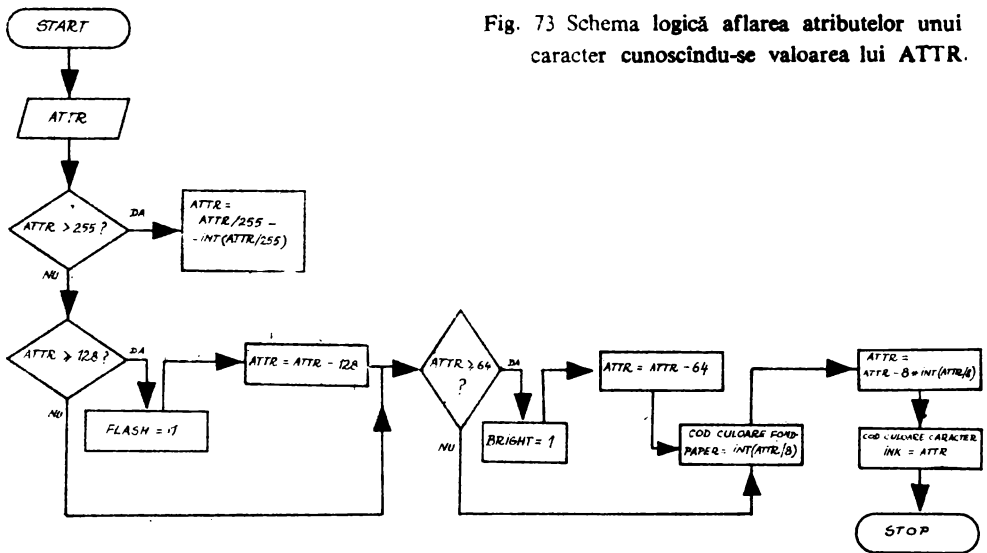 START
Fig. 73 Schema logică aflarea atributelor unui
caracter cunoscîndu-se valoarea lui ATTR.
ATTR
ATTR > 255?
DA
ATTR =
ATTR/255 -
-INT(ATTR/255)
NU
ATTR ⩾ 128?
DA
NU
FLASH = 1
ATTR = ATTR - 128
ATTR ⩾ 64
?
DA
NU
BRIGHT = 1
ATTR = ATTR - 64
COD CULOARE FOND
PAPER = INT(ATTR/8)
ATTR =
ATTR - 8 * INT(ATTR/8)
COD CULOARE CARACTER
INK = ATTR
STOP